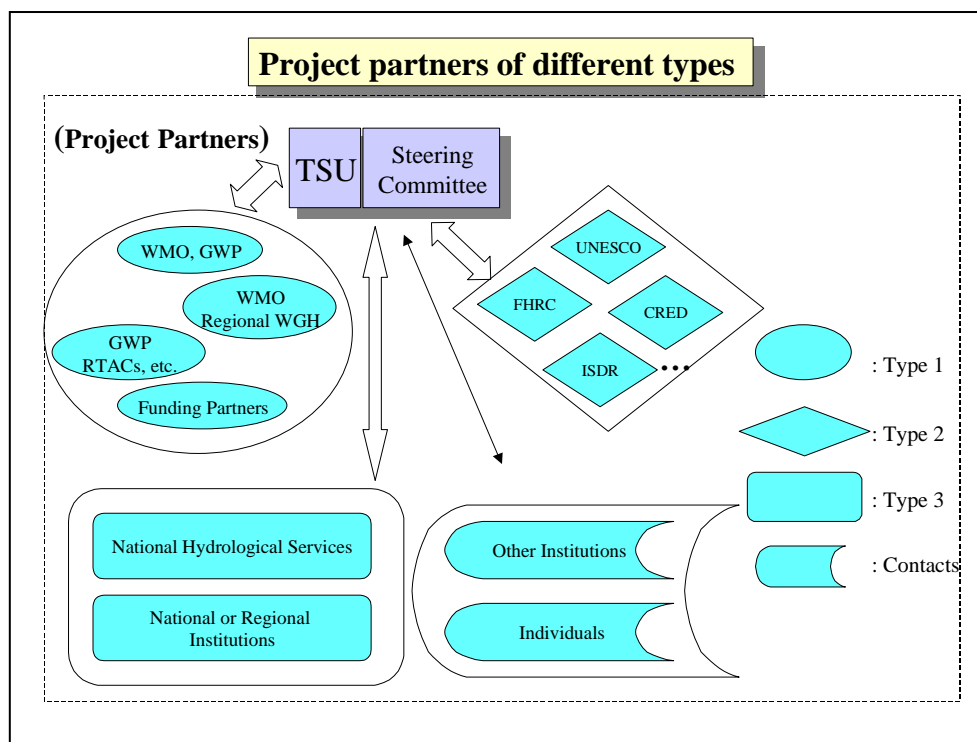 Project partners of different types
(Project Partners)
TSU
Steering
Committee
WMO, GWP
WMO
Regional WGH
GWP
RTACs, etc.
Funding Partners
UNESCO
FHRC
CRED
ISDR
...
: Type 1
: Type 2
: Type 3
: Contacts
National Hydrological Services
National or Regional
Institutions
Other Institutions
Individuals